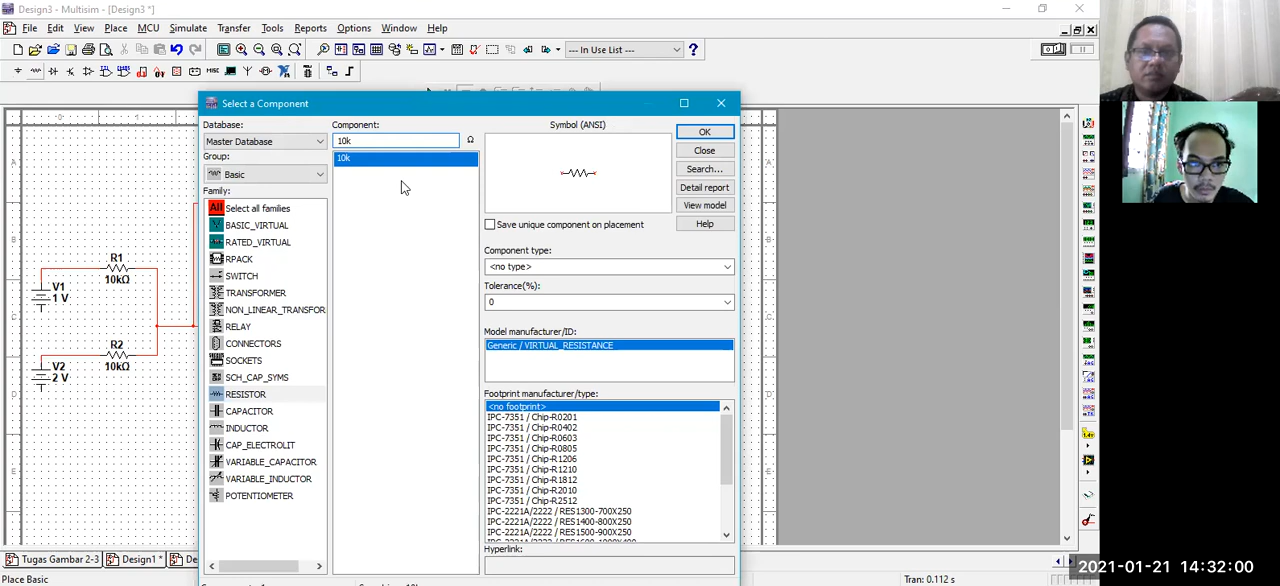 Design3 - Multisim - [Design3 *]
File Edit View Place MCU Simulate Transfer Tools Reports Options Window Help
--- In Use List ---
?
MISC
Select a Component
Database:
Master Database
Group:
Basic
Family:
All Select all families
BASIC_VIRTUAL
RATED_VIRTUAL
RPACK
SWITCH
TRANSFORMER
NON_LINEAR_TRANSFOR
RELAY
CONNECTORS
SOCKETS
SCH_CAP_SYMS
RESISTOR
CAPACITOR
INDUCTOR
CAP_ELECTROLIT
VARIABLE_CAPACITOR
VARIABLE_INDUCTOR
POTENTIOMETER
Component:
10k Ω
10k
Symbol (ANSI)
Save unique component on placement
Component type:
<no type>
Tolerance(%):
0
Model manufacturer/ID:
Generic / VIRTUAL_RESISTANCE
Footprint manufacturer/type:
<no footprint>
IPC-7351 / Chip-R0201
IPC-7351 / Chip-R0402
IPC-7351 / Chip-R0603
IPC-7351 / Chip-R0805
IPC-7351 / Chip-R1206
IPC-7351 / Chip-R1210
IPC-7351 / Chip-R1812
IPC-7351 / Chip-R2010
IPC-7351 / Chip-R2512
IPC-2221A/2222 / RES1300-700X250
IPC-2221A/2222 / RES1400-800X250
IPC-2221A/2222 / RES1500-900X250
Hyperlink:
OK
Close
Search...
Detail report
View model
Help
0 1
A
B
C
D
E
R1
10kΩ
V1
1 V
R2
10kΩ
V2
2 V
A
B
C
D
E
Tugas Gambar 2-3 Design1 * De
Place Basic
Tran: 0.112 s
2021-01-21 14:32:00